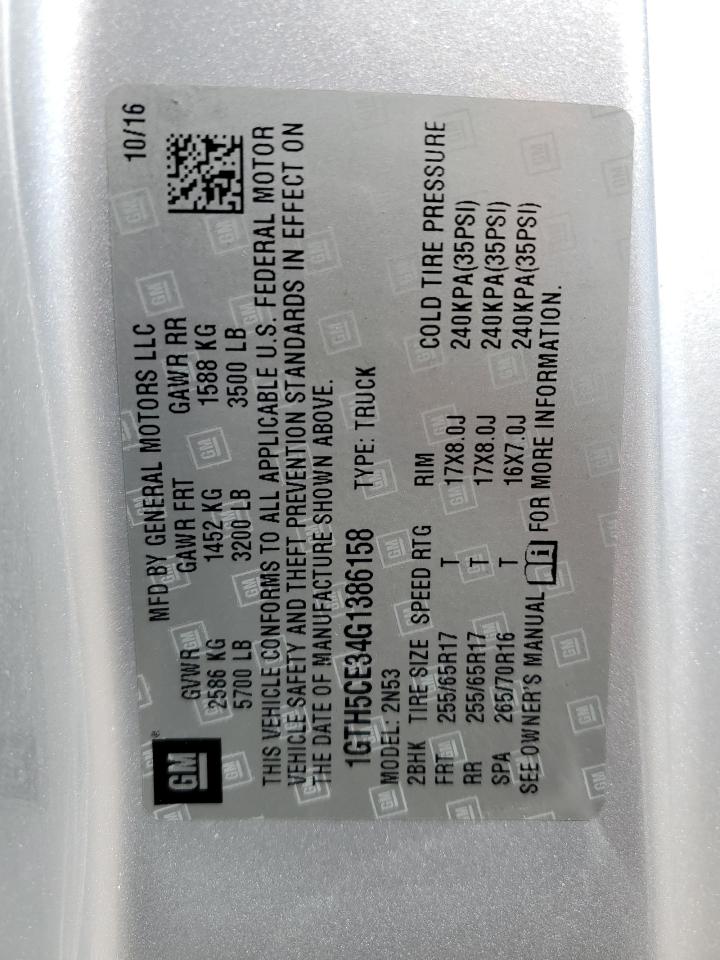 GM®
MFD BY GENERAL MOTORS LLC 10/16
GVWR GAWR FRT GAWR RR
2586 KG 1452 KG 1588 KG
5700 LB 3200 LB 3500 LB
THIS VEHICLE CONFORMS TO ALL APPLICABLE U.S. FEDERAL MOTOR
VEHICLE SAFETY AND THEFT PREVENTION STANDARDS IN EFFECT ON
THE DATE OF MANUFACTURE SHOWN ABOVE.
1GTH5CE34G1386158 TYPE: TRUCK
MODEL: 2N53
2BHK TIRE SIZE SPEED RTG RIM COLD TIRE PRESSURE
FRT 255/65R17 T 17X8.0J 240KPA(35PSI)
RR 255/65R17 T 17X8.0J 240KPA(35PSI)
SPA 265/70R16 T 16X7.0J 240KPA(35PSI)
SEE OWNER'S MANUAL FOR MORE INFORMATION.